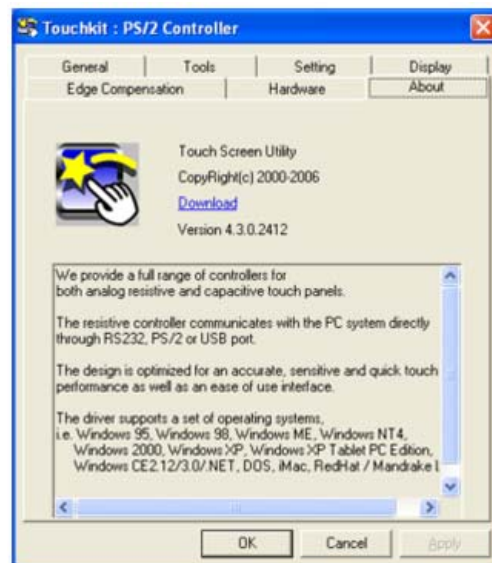 Touchkit : PS/2 Controller
General Tools Setting Display
Edge Compensation Hardware About
Touch Screen Utility
CopyRight(c) 2000-2006
Download
Version 4.3.0.2412
We provide a full range of controllers for
both analog resistive and capacitive touch panels.
The resistive controller communicates with the PC system directly
through RS232, PS/2 or USB port.
The design is optimized for an accurate, sensitive and quick touch
performance as well as an ease of use interface.
The driver supports a set of operating systems,
i.e. Windows 95, Windows 98, Windows ME, Windows NT4,
Windows 2000, Windows XP, Windows XP Tablet PC Edition,
Windows CE2.12/3.0/.NET, DOS, iMac, RedHat / Mandrake
OK Cancel Apply